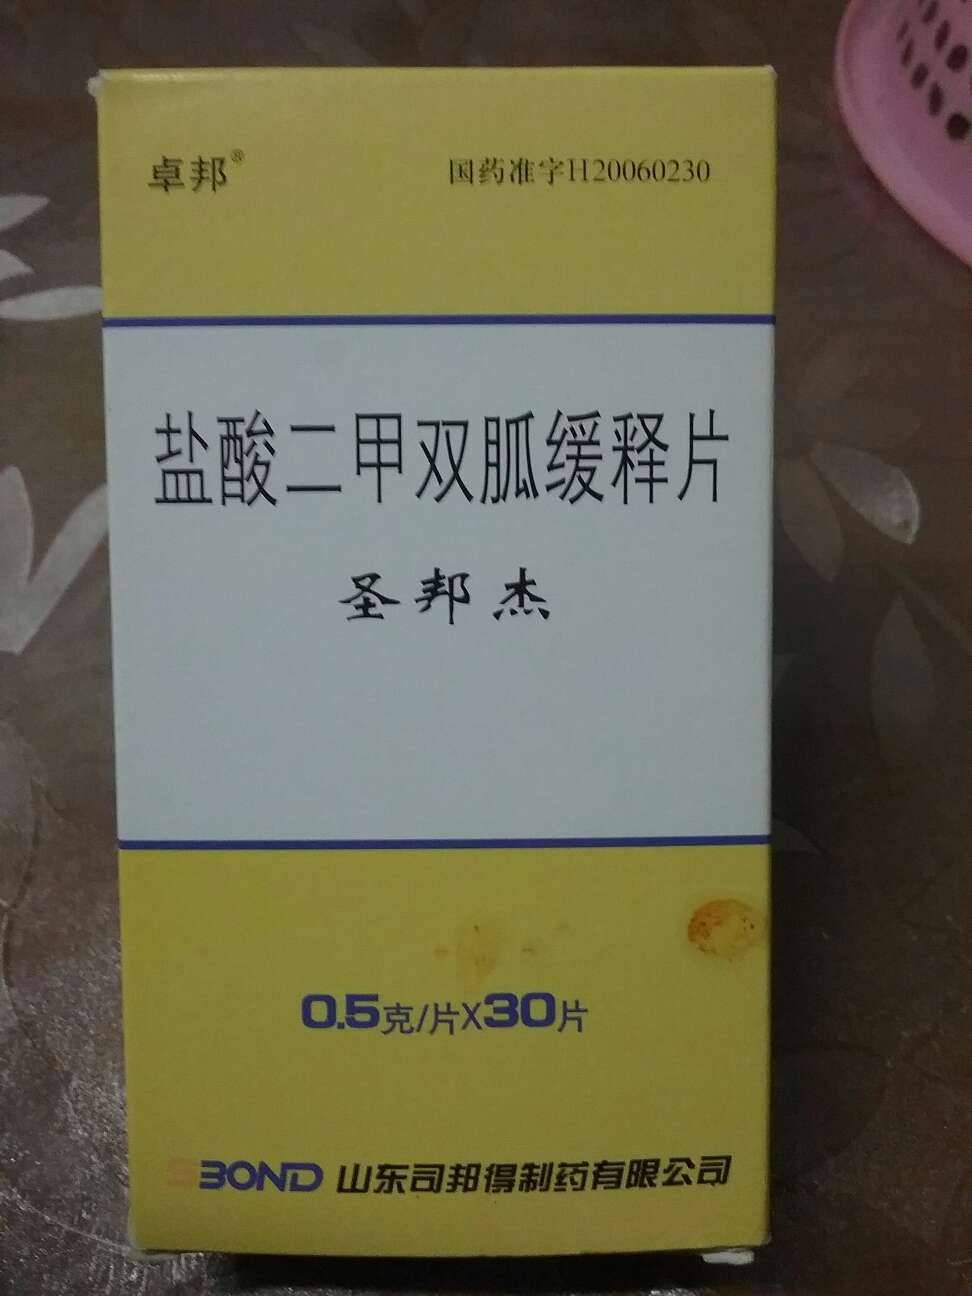 卓邦® 国药准字H20060230
盐酸二甲双胍缓释片
圣邦杰
0.5克/片X30片
SBOND 山东司邦得制药有限公司